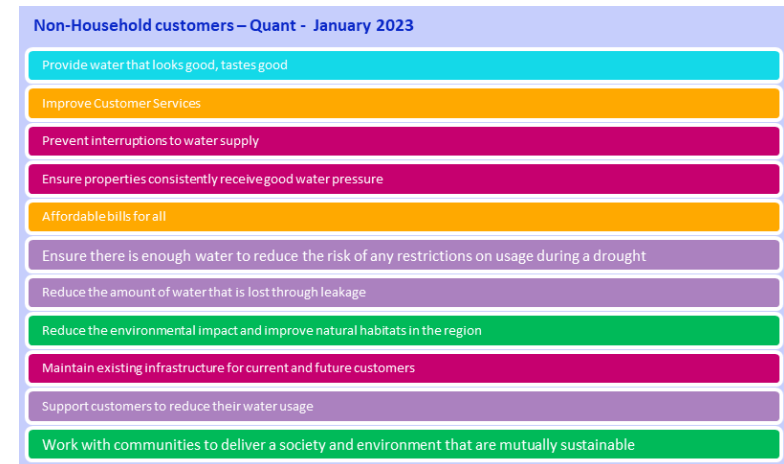 Non-Household customers – Quant - January 2023
Provide water that looks good, tastes good
Improve Customer Services
Prevent interruptions to water supply
Ensure properties consistently receive good water pressure
Affordable bills for all
Ensure there is enough water to reduce the risk of any restrictions on usage during a drought
Reduce the amount of water that is lost through leakage
Reduce the environmental impact and improve natural habitats in the region
Maintain existing infrastructure for current and future customers
Support customers to reduce their water usage
Work with communities to deliver a society and environment that are mutually sustainable